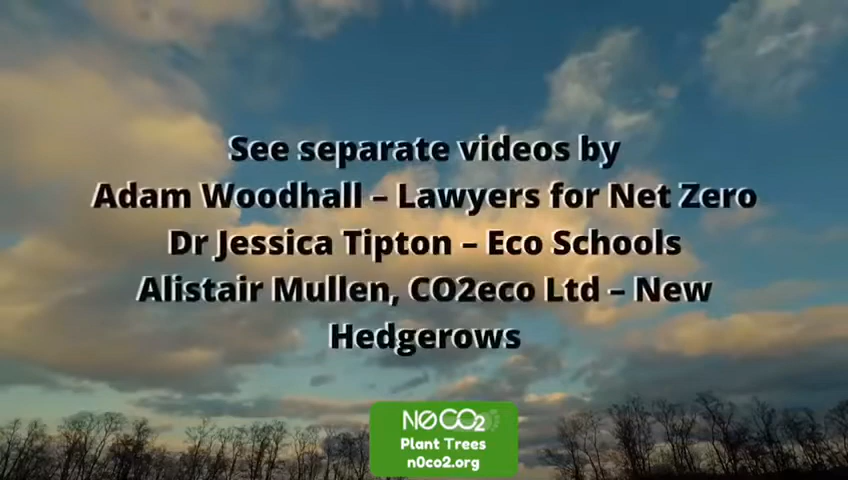 See separate videos by
Adam Woodhall – Lawyers for Net Zero
Dr Jessica Tipton – Eco Schools
Alistair Mullen, CO2eco Ltd – New
Hedgerows
NØCO₂
Plant Trees
n0co2.org